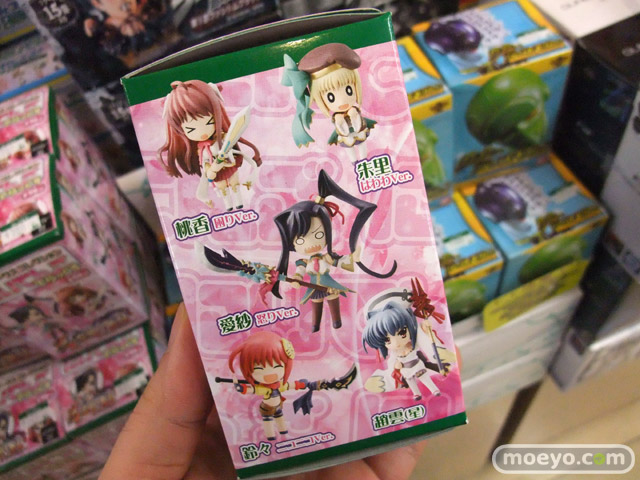 朱里
はわわVer.
桃香 困りVer.
愛紗 怒りVer.
趙雲(星)
鈴々 ニコニコVer.
moeyo.com